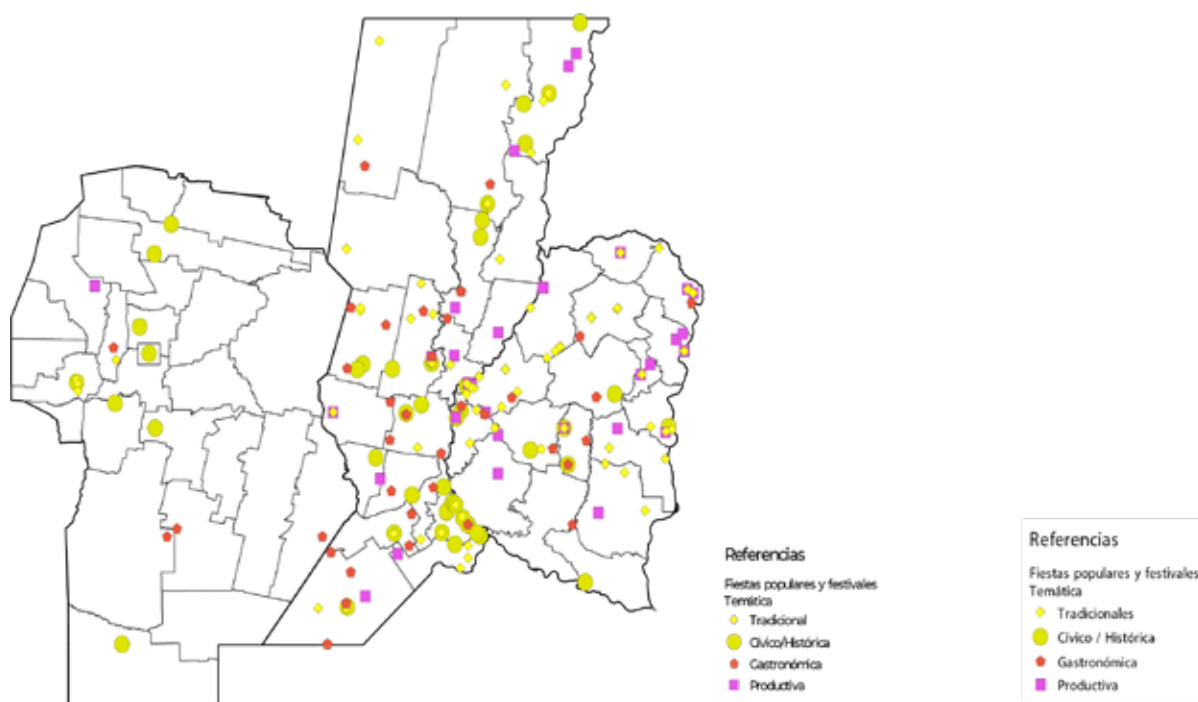 Referencias
Fiestas populares y festivales
Temática
Tradicional
Cívico/Histórica
Gastronómica
Productiva
Referencias
Fiestas populares y festivales
Temática
Tradicionales
Cívico / Histórica
Gastronómica
Productiva